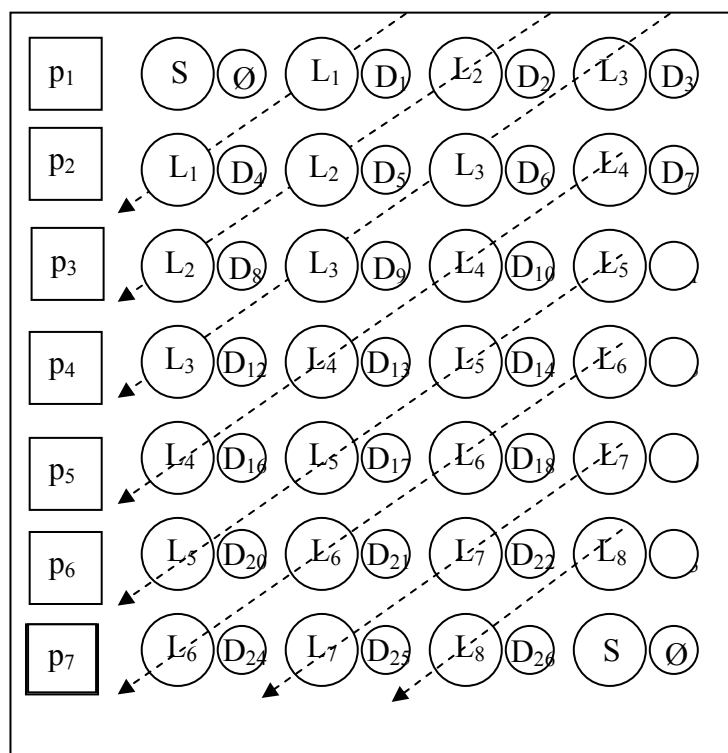 p₁ S Ø L₁ D₁ L₂ D₂ L₃ D₃
p₂ L₁ D₄ L₂ D₅ L₃ D₆ L₄ D₇
p₃ L₂ D₈ L₃ D₉ L₄ D₁₀ L₅
p₄ L₃ D₁₂ L₄ D₁₃ L₅ D₁₄ L₆
p₅ L₄ D₁₆ L₅ D₁₇ L₆ D₁₈ L₇
p₆ L₅ D₂₀ L₆ D₂₁ L₇ D₂₂ L₈
p₇ L₆ D₂₄ L₇ D₂₅ L₈ D₂₆ S Ø